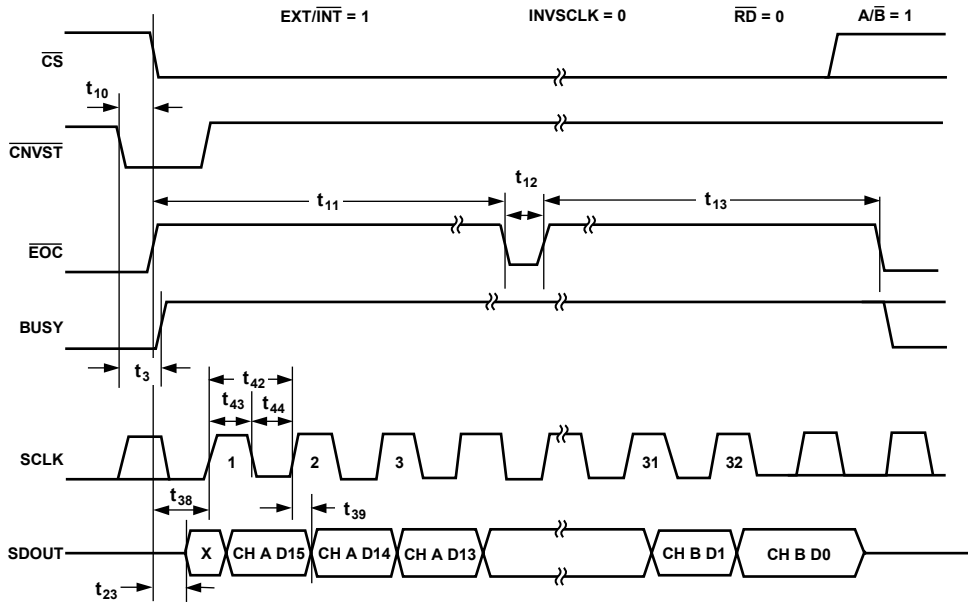 EXT/INT = 1 INVSCLK = 0 RD = 0 A/B = 1
CS
t10
CNVST
t11 t12 t13
EOC
BUSY
t3
t42
t43 t44
SCLK 1 2 3 31 32
t38
t39
SDOUT X CH A D15 CH A D14 CH A D13 CH B D1 CH B D0
t23